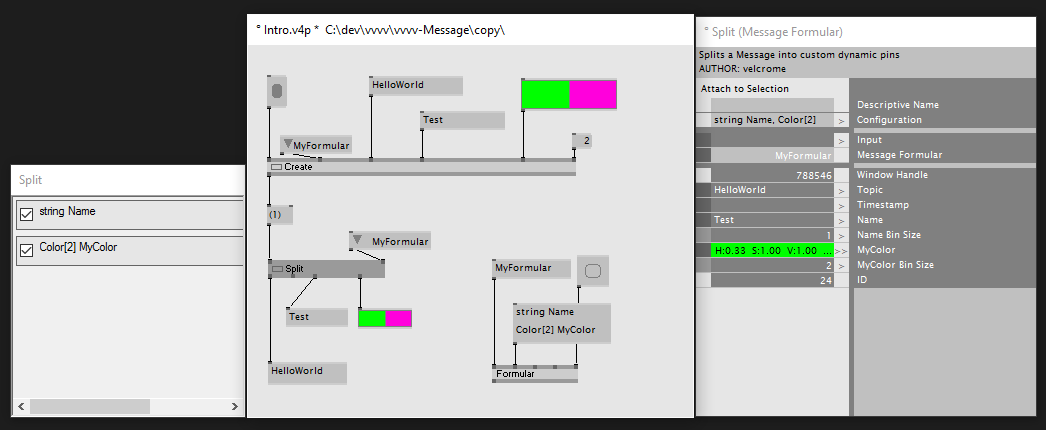 Split
string Name
Color[2] MyColor
° Intro.v4p * C:\dev\vvvv\vvvv-Message\copy\
HelloWorld
Test
MyFormular
2
Create
(1)
MyFormular
Split
MyFormular
Test
string Name
Color[2] MyColor
HelloWorld
Formular
° Split (Message Formular)
Splits a Message into custom dynamic pins
AUTHOR: velcrome
Attach to Selection
Descriptive Name
string Name, Color[2] > Configuration
> Input
MyFormular Message Formular
788546 Window Handle
HelloWorld > Topic
> Timestamp
Test > Name
1 > Name Bin Size
H:0.33 S:1.00 V:1.00 ... >> MyColor
2 > MyColor Bin Size
24 > ID